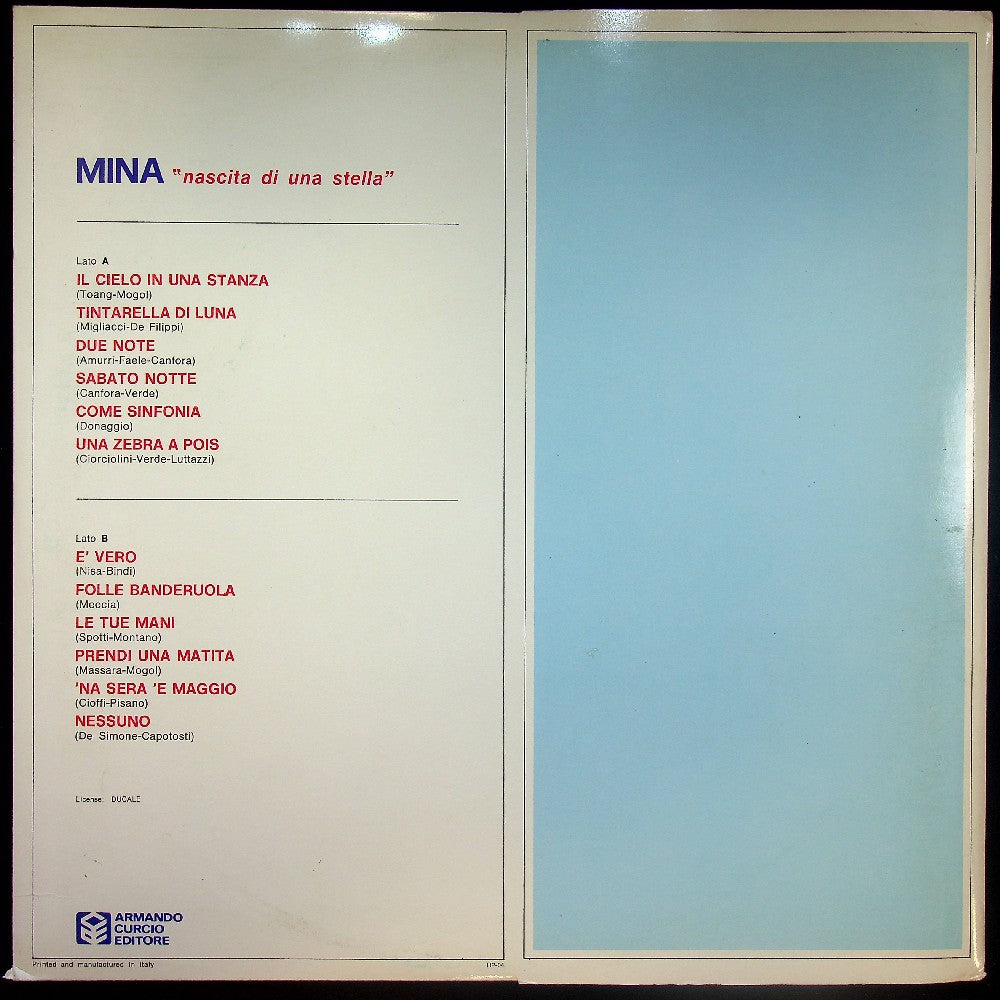 MINA "nascita di una stella"
Lato A
IL CIELO IN UNA STANZA
(Toang-Mogol)
TINTARELLA DI LUNA
(Migliacci-De Filippi)
DUE NOTE
(Amurri-Faele-Canfora)
SABATO NOTTE
(Canfora-Verde)
COME SINFONIA
(Donaggio)
UNA ZEBRA A POIS
(Ciorciolini-Verde-Luttazzi)
Lato B
E' VERO
(Nisa-Bindi)
FOLLE BANDERUOLA
(Meccia)
LE TUE MANI
(Spotti-Montano)
PRENDI UNA MATITA
(Massara-Mogol)
'NA SERA 'E MAGGIO
(Cioffi-Pisano)
NESSUNO
(De Simone-Capotosti)
License: DUCALE
ARMANDO
CURCIO
EDITORE
Printed and manufactured in Italy